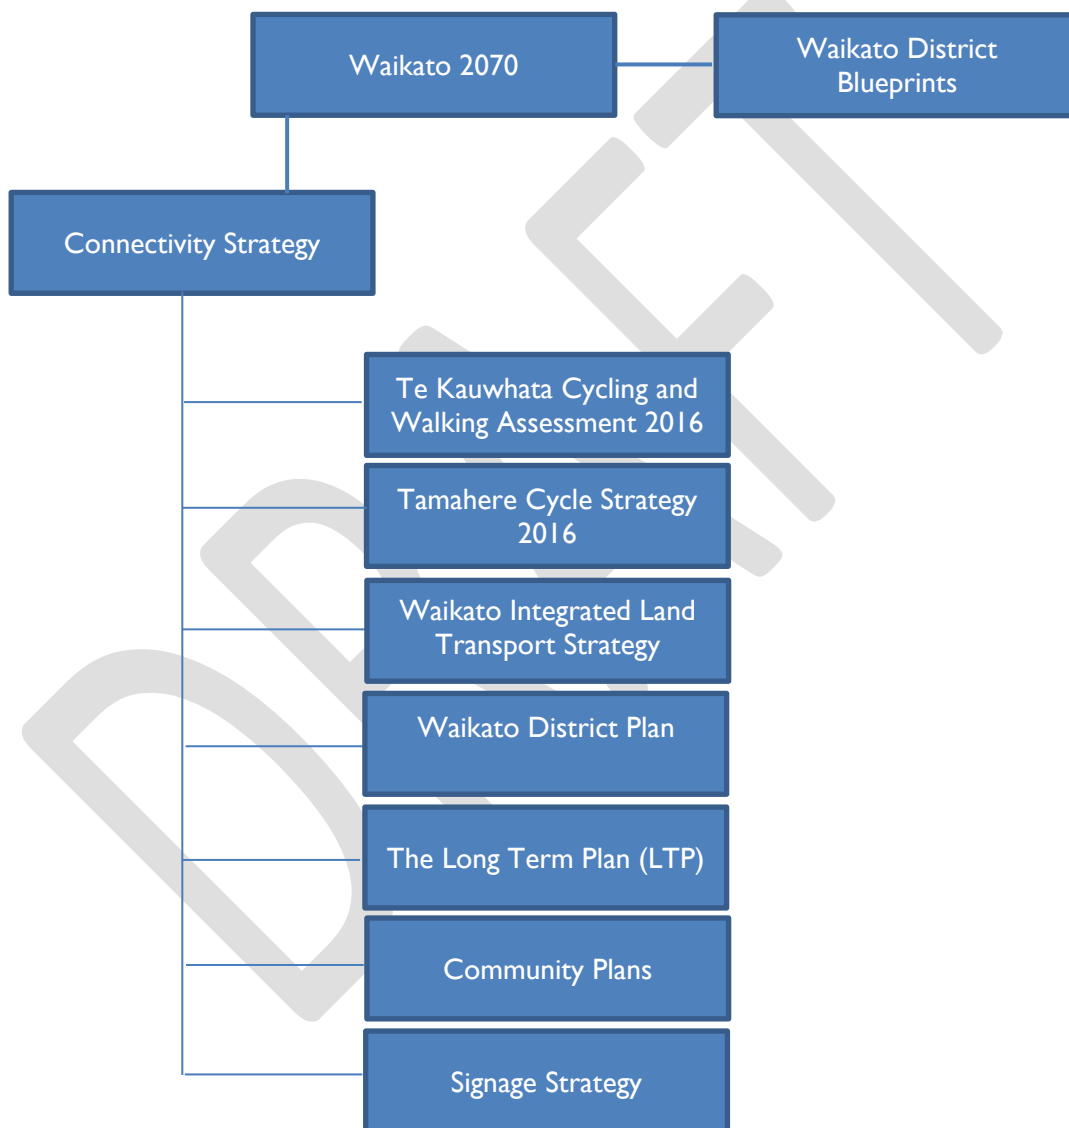 Waikato 2070
Waikato District
Blueprints
Connectivity Strategy
Te Kauwhata Cycling and
Walking Assessment 2016
Tamahere Cycle Strategy
2016
Waikato Integrated Land
Transport Strategy
Waikato District Plan
The Long Term Plan (LTP)
Community Plans
Signage Strategy
DRAFT